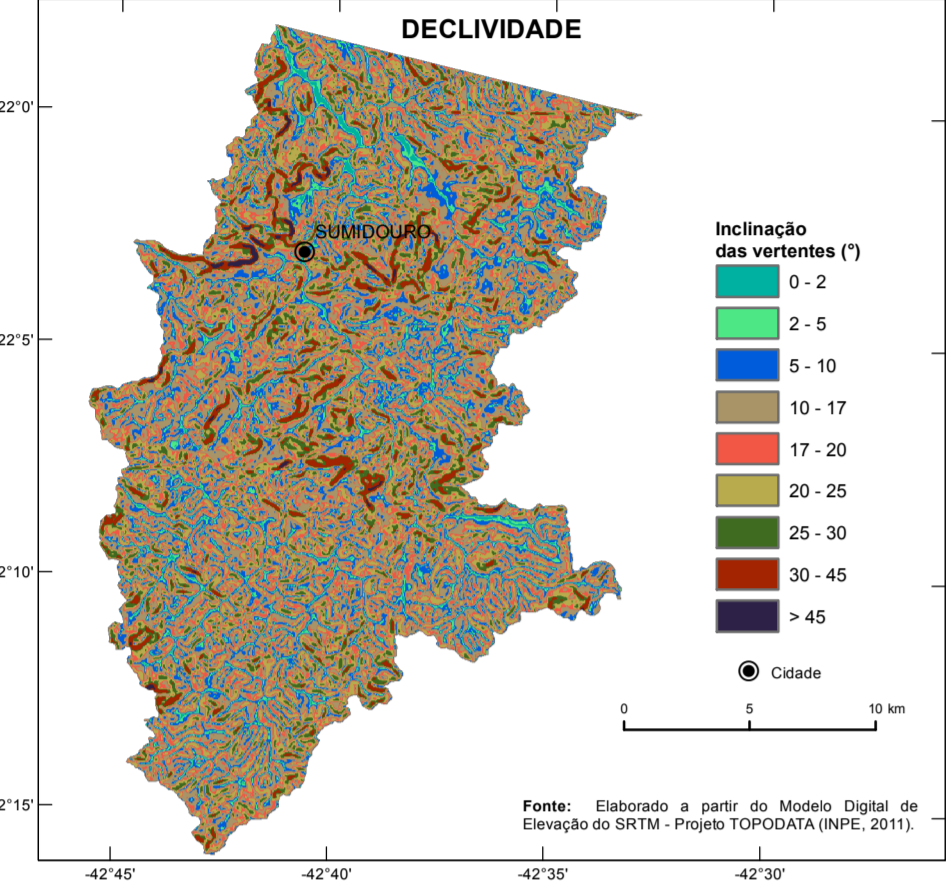 DECLIVIDADE
22°0'
SUMIDOURO
Inclinação
das vertentes (°)
0 - 2
2 - 5
5 - 10
10 - 17
17 - 20
20 - 25
25 - 30
30 - 45
> 45
Cidade
0 5 10 km
2°5'
2°10'
2°15'
Fonte: Elaborado a partir do Modelo Digital de
Elevação do SRTM - Projeto TOPODATA (INPE, 2011).
-42°45' -42°40' -42°35' -42°30'